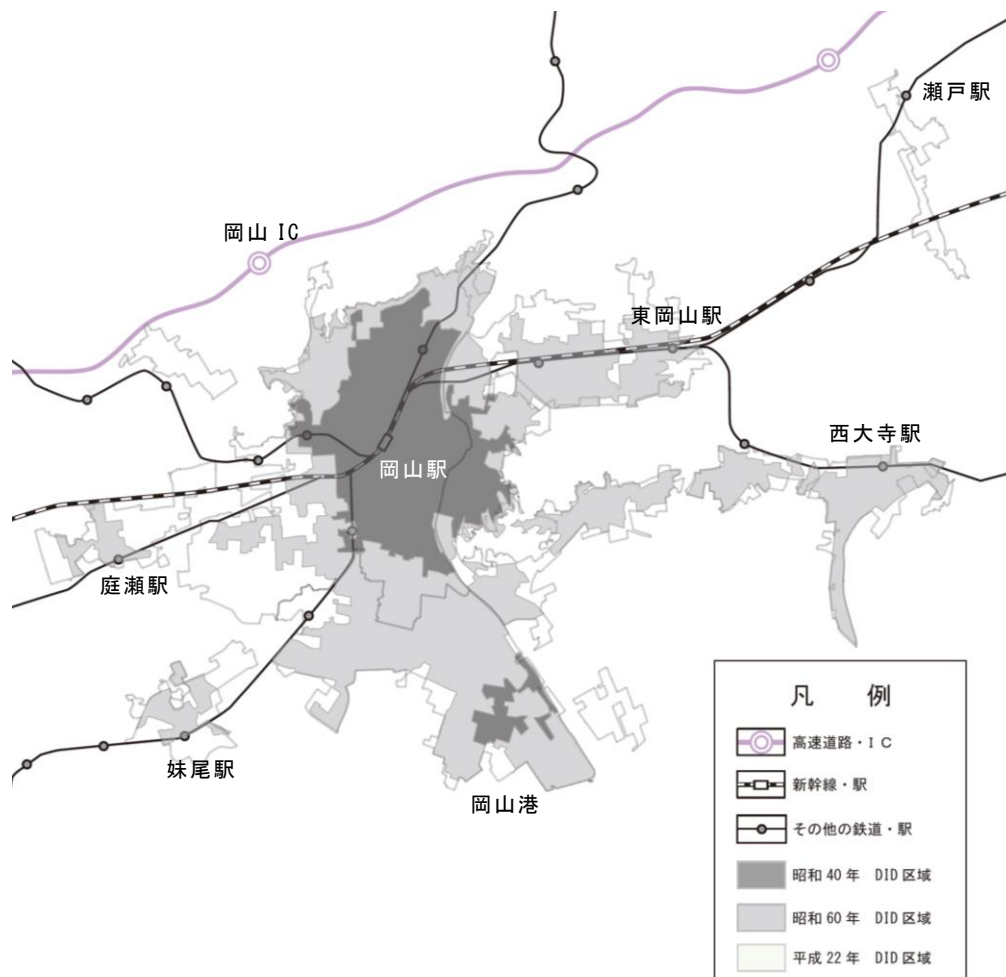 瀬戸駅
岡山 IC
東岡山駅
西大寺駅
岡山駅
庭瀬駅
妹尾駅
岡山港
凡 例
高速道路・IC
新幹線・駅
その他の鉄道・駅
昭和 40 年 DID 区域
昭和 60 年 DID 区域
平成 22 年 DID 区域